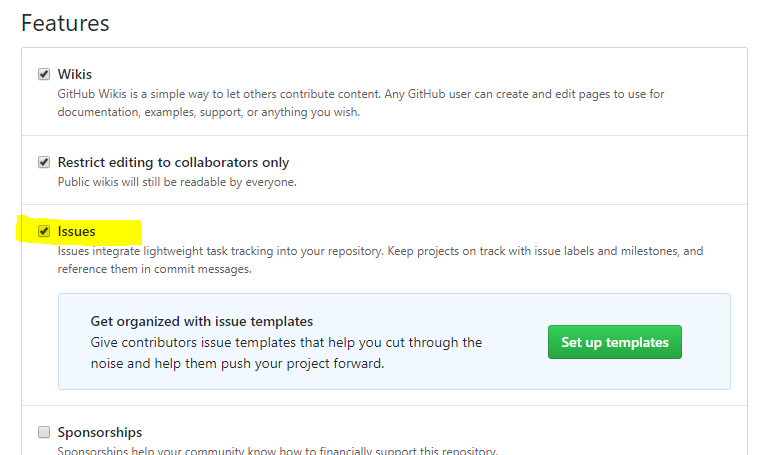 Features
Wikis
GitHub Wikis is a simple way to let others contribute content. Any GitHub user can create and edit pages to use for
documentation, examples, support, or anything you wish.
Restrict editing to collaborators only
Public wikis will still be readable by everyone.
Issues
Issues integrate lightweight task tracking into your repository. Keep projects on track with issue labels and milestones, and
reference them in commit messages.
Get organized with issue templates
Give contributors issue templates that help you cut through the
noise and help them push your project forward.
Set up templates
Sponsorships
Sponsorships help your community know how to financially support this repository.